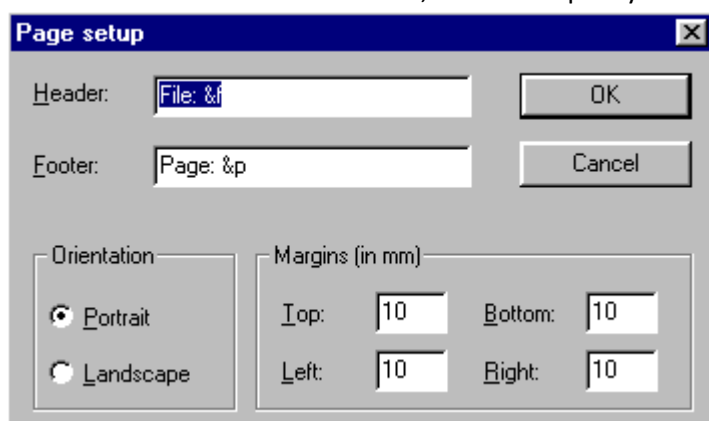 Page setup
Header: File: &f OK
Footer: Page: &p Cancel
Orientation Margins (in mm)
Portrait Top: 10 Bottom: 10
Landscape Left: 10 Right: 10